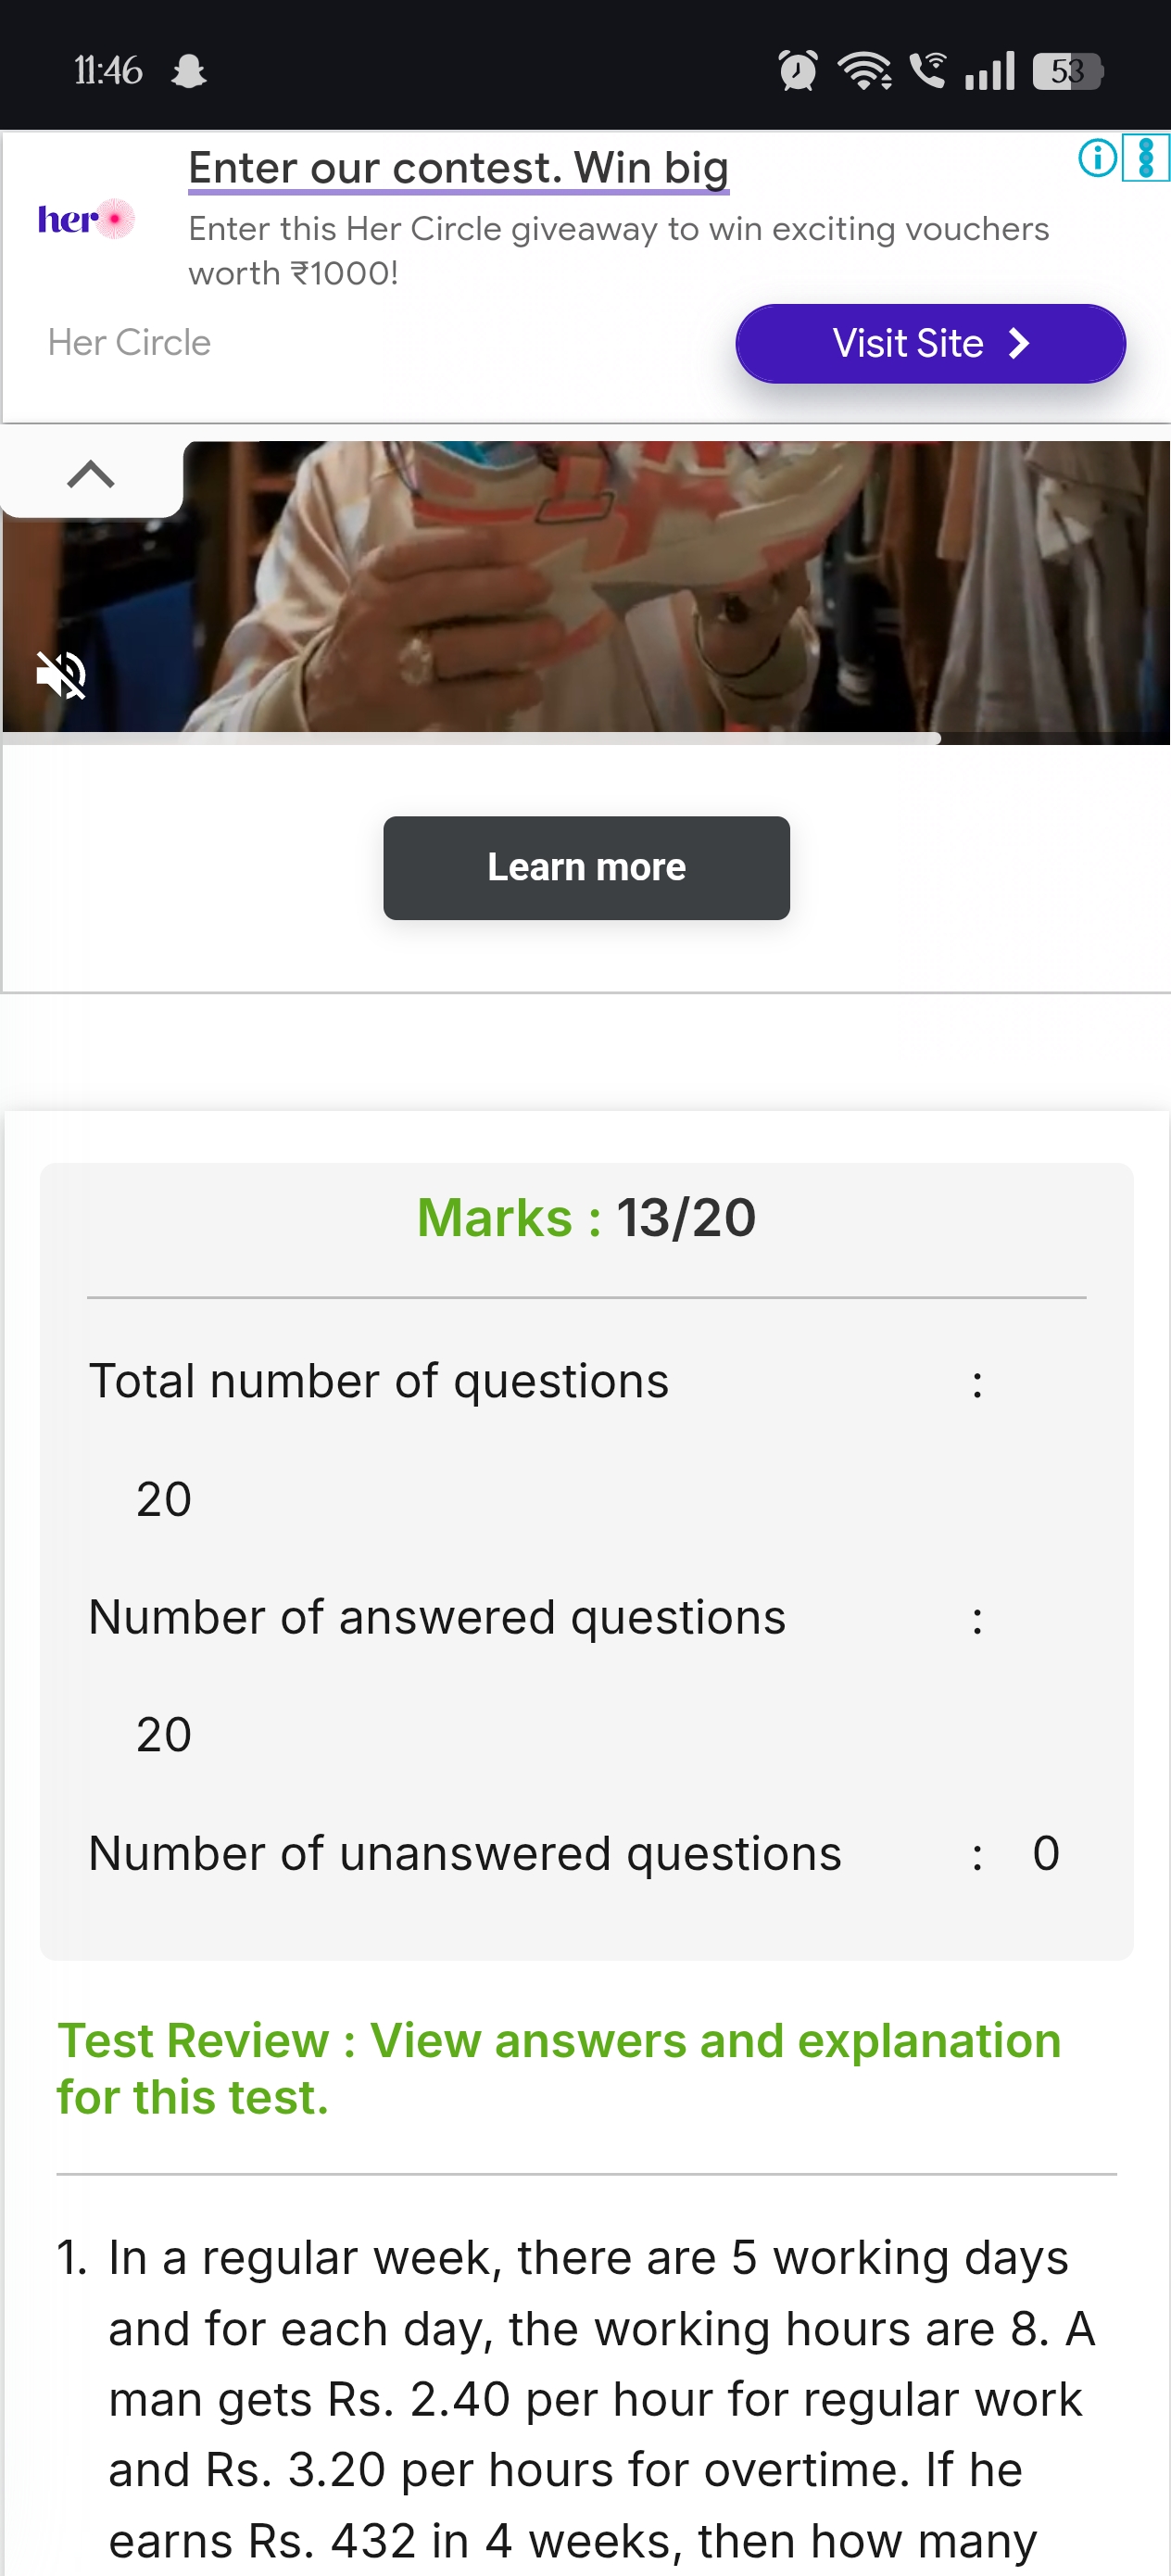 11:46
53
Enter our contest. Win big
her
Enter this Her Circle giveaway to win exciting vouchers
worth ₹1000!
Her Circle
Visit Site
Learn more
Marks : 13/20
Total number of questions :
20
Number of answered questions :
20
Number of unanswered questions : 0
Test Review : View answers and explanation
for this test.
1. In a regular week, there are 5 working days
and for each day, the working hours are 8. A
man gets Rs. 2.40 per hour for regular work
and Rs. 3.20 per hours for overtime. If he
earns Rs. 432 in 4 weeks, then how many